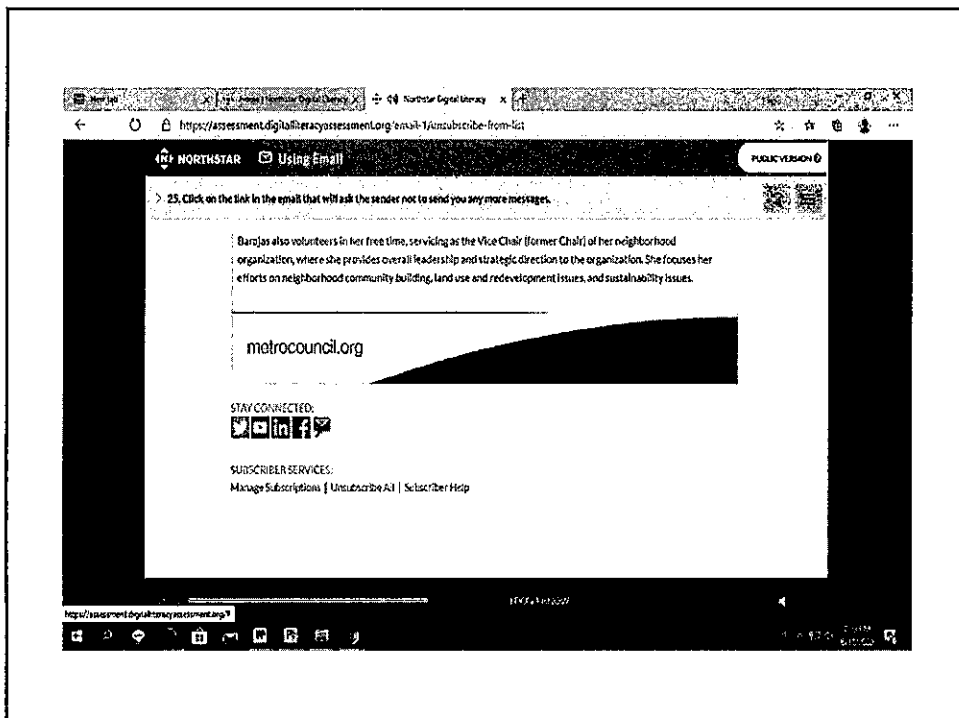 Northstar Digital Literacy
https://assessment.digitalliteracyassessment.org/email-1/unsubscribe-from-list
NORTHSTAR Using Email
PUBLIC VERSION
25. Click on the link in the email that will ask the sender not to send you any more messages.
Barajas also volunteers in her free time, servicing as the Vice Chair (former Chair) of her neighborhood
organization, where she provides overall leadership and strategic direction to the organization. She focuses her
efforts on neighborhood community building, land use and redevelopment issues, and sustainability issues.
metrocouncil.org
STAY CONNECTED:
SUBSCRIBER SERVICES:
Manage Subscriptions | Unsubscribe All | Subscriber Help